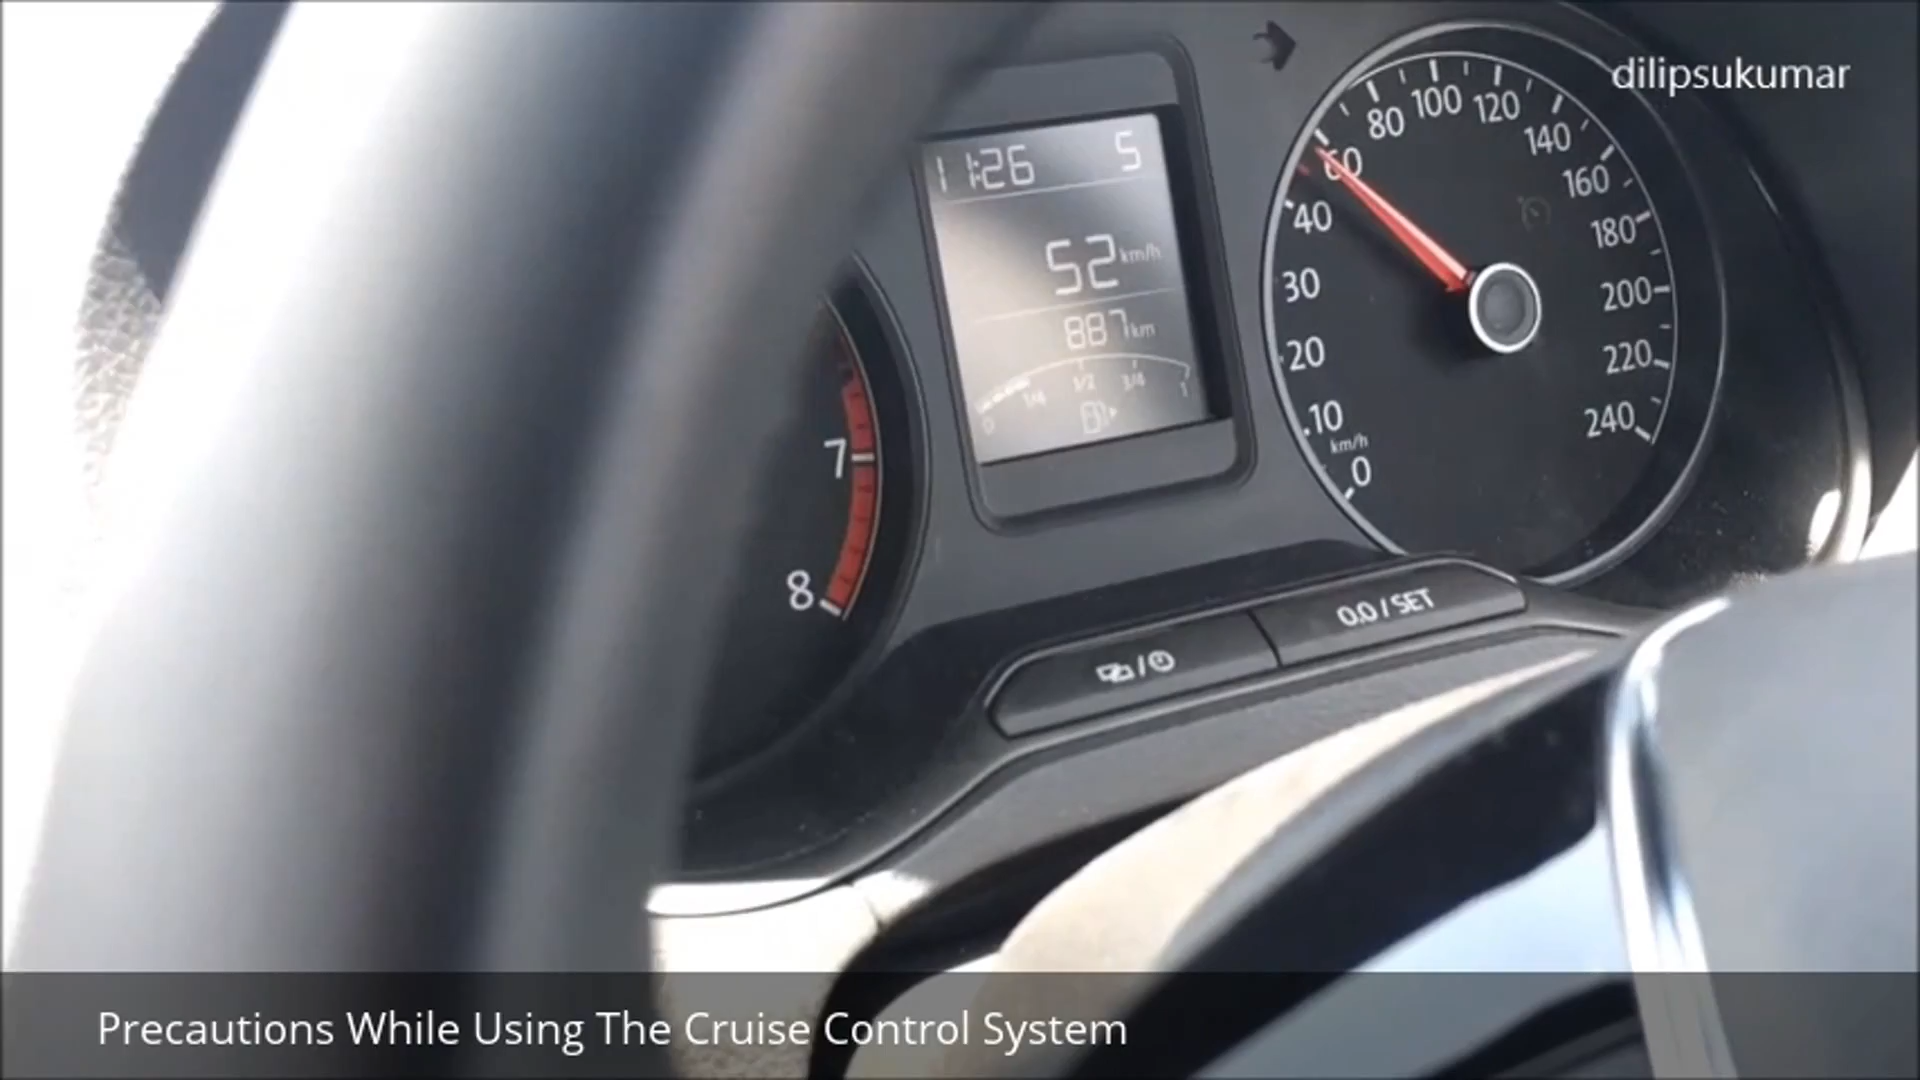 dilipsukumar
11:26 5
52 km/h
887 km
0 1/4 1/2 3/4 1
7
8
0
km/h
10
20
30
40
60
80
100
120
140
160
180
200
220
240
0.0 / SET
Precautions While Using The Cruise Control System